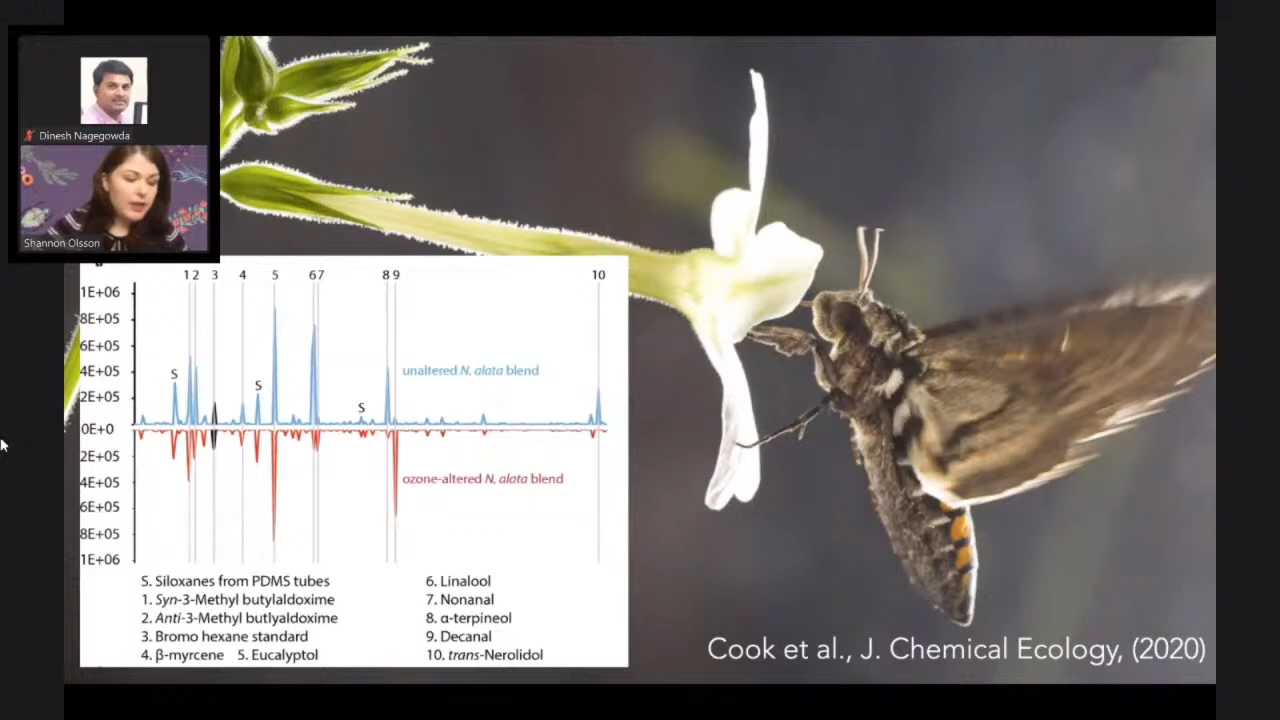 Dinesh Nagegowda
Shannon Olsson
1 2 3 4 5 6 7 8 9 10
1E+06
8E+05
6E+05
4E+05
2E+05
0E+0
2E+05
4E+05
6E+05
8E+05
1E+06
S
S
S
unaltered N. alata blend
ozone-altered N. alata blend
S. Siloxanes from PDMS tubes
1. Syn-3-Methyl butylaldoxime
2. Anti-3-Methyl butlyaldoxime
3. Bromo hexane standard
4. β-myrcene 5. Eucalyptol
6. Linalool
7. Nonanal
8. α-terpineol
9. Decanal
10. trans-Nerolidol
Cook et al., J. Chemical Ecology, (2020)